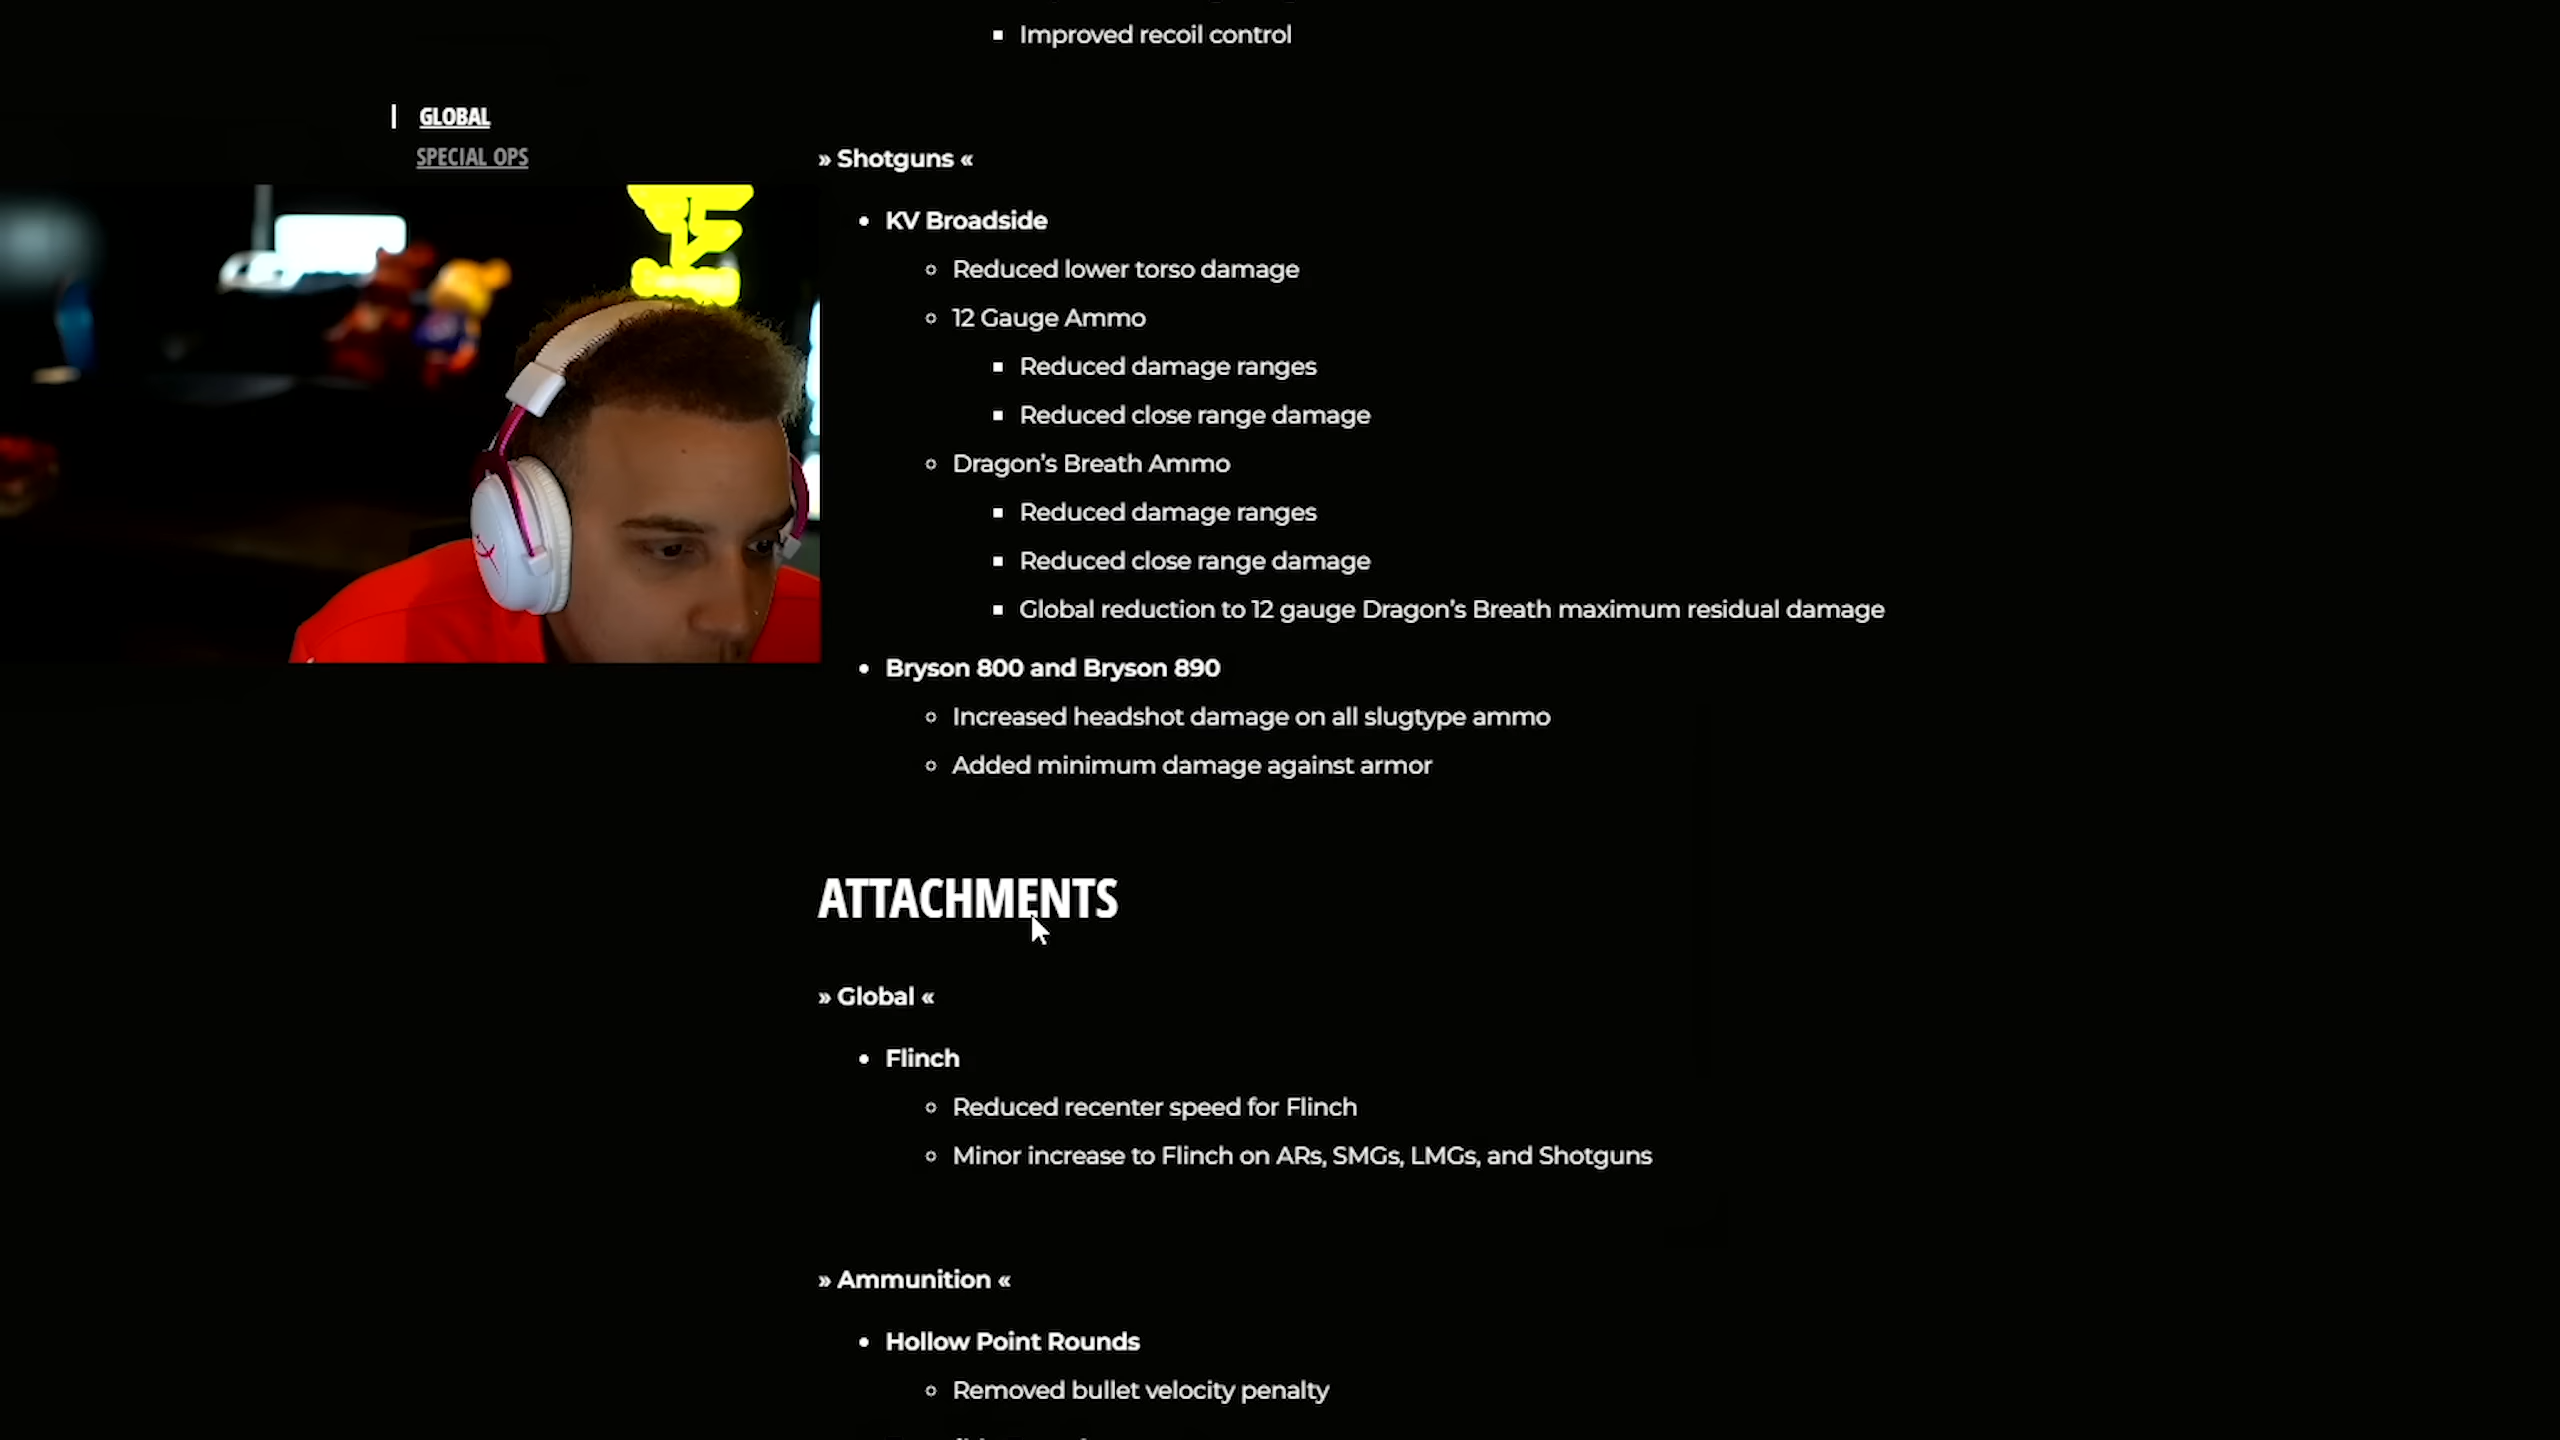 Improved recoil control
GLOBAL
SPECIAL OPS
» Shotguns «
KV Broadside
Reduced lower torso damage
12 Gauge Ammo
Reduced damage ranges
Reduced close range damage
Dragon’s Breath Ammo
Reduced damage ranges
Reduced close range damage
Global reduction to 12 gauge Dragon’s Breath maximum residual damage
Bryson 800 and Bryson 890
Increased headshot damage on all slugtype ammo
Added minimum damage against armor
ATTACHMENTS
» Global «
Flinch
Reduced recenter speed for Flinch
Minor increase to Flinch on ARs, SMGs, LMGs, and Shotguns
» Ammunition «
Hollow Point Rounds
Removed bullet velocity penalty